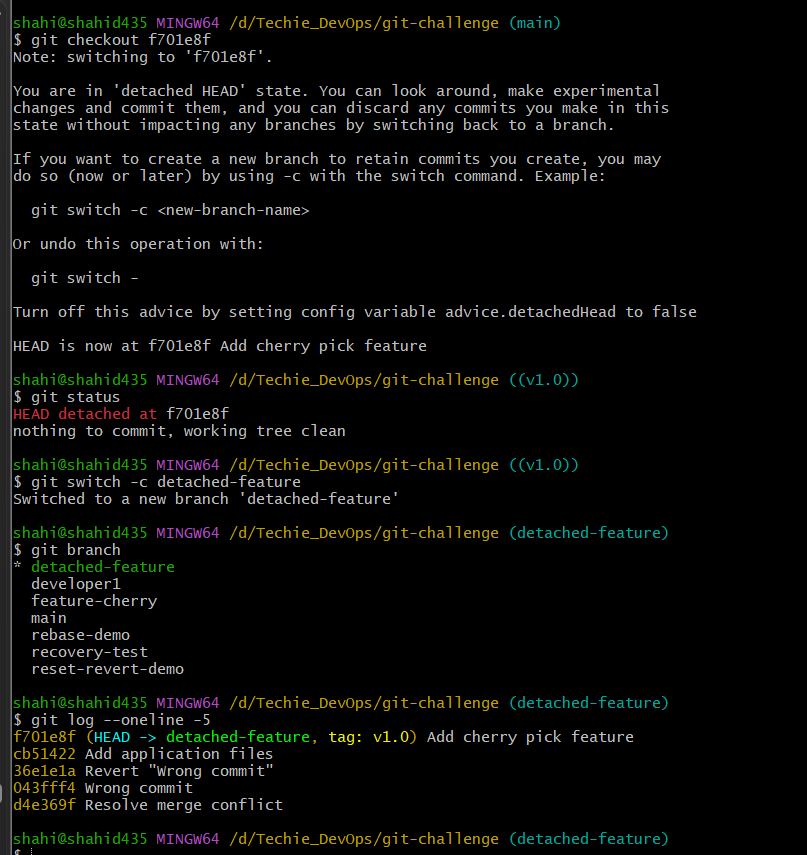 shahi@shahid435 MINGW64 /d/Techie_DevOps/git-challenge (main)
$ git checkout f701e8f
Note: switching to 'f701e8f'.
You are in 'detached HEAD' state. You can look around, make experimental
changes and commit them, and you can discard any commits you make in this
state without impacting any branches by switching back to a branch.
If you want to create a new branch to retain commits you create, you may
do so (now or later) by using -c with the switch command. Example:
git switch -c <new-branch-name>
Or undo this operation with:
git switch -
Turn off this advice by setting config variable advice.detachedHead to false
HEAD is now at f701e8f Add cherry pick feature
shahi@shahid435 MINGW64 /d/Techie_DevOps/git-challenge ((v1.0))
$ git status
HEAD detached at f701e8f
nothing to commit, working tree clean
shahi@shahid435 MINGW64 /d/Techie_DevOps/git-challenge ((v1.0))
$ git switch -c detached-feature
Switched to a new branch 'detached-feature'
shahi@shahid435 MINGW64 /d/Techie_DevOps/git-challenge (detached-feature)
$ git branch
* detached-feature
developer1
feature-cherry
main
rebase-demo
recovery-test
reset-revert-demo
shahi@shahid435 MINGW64 /d/Techie_DevOps/git-challenge (detached-feature)
$ git log --oneline -5
f701e8f (HEAD -> detached-feature, tag: v1.0) Add cherry pick feature
cb51422 Add application files
36e1e1a Revert "Wrong commit"
043fff4 Wrong commit
d4e369f Resolve merge conflict
shahi@shahid435 MINGW64 /d/Techie_DevOps/git-challenge (detached-feature)
$